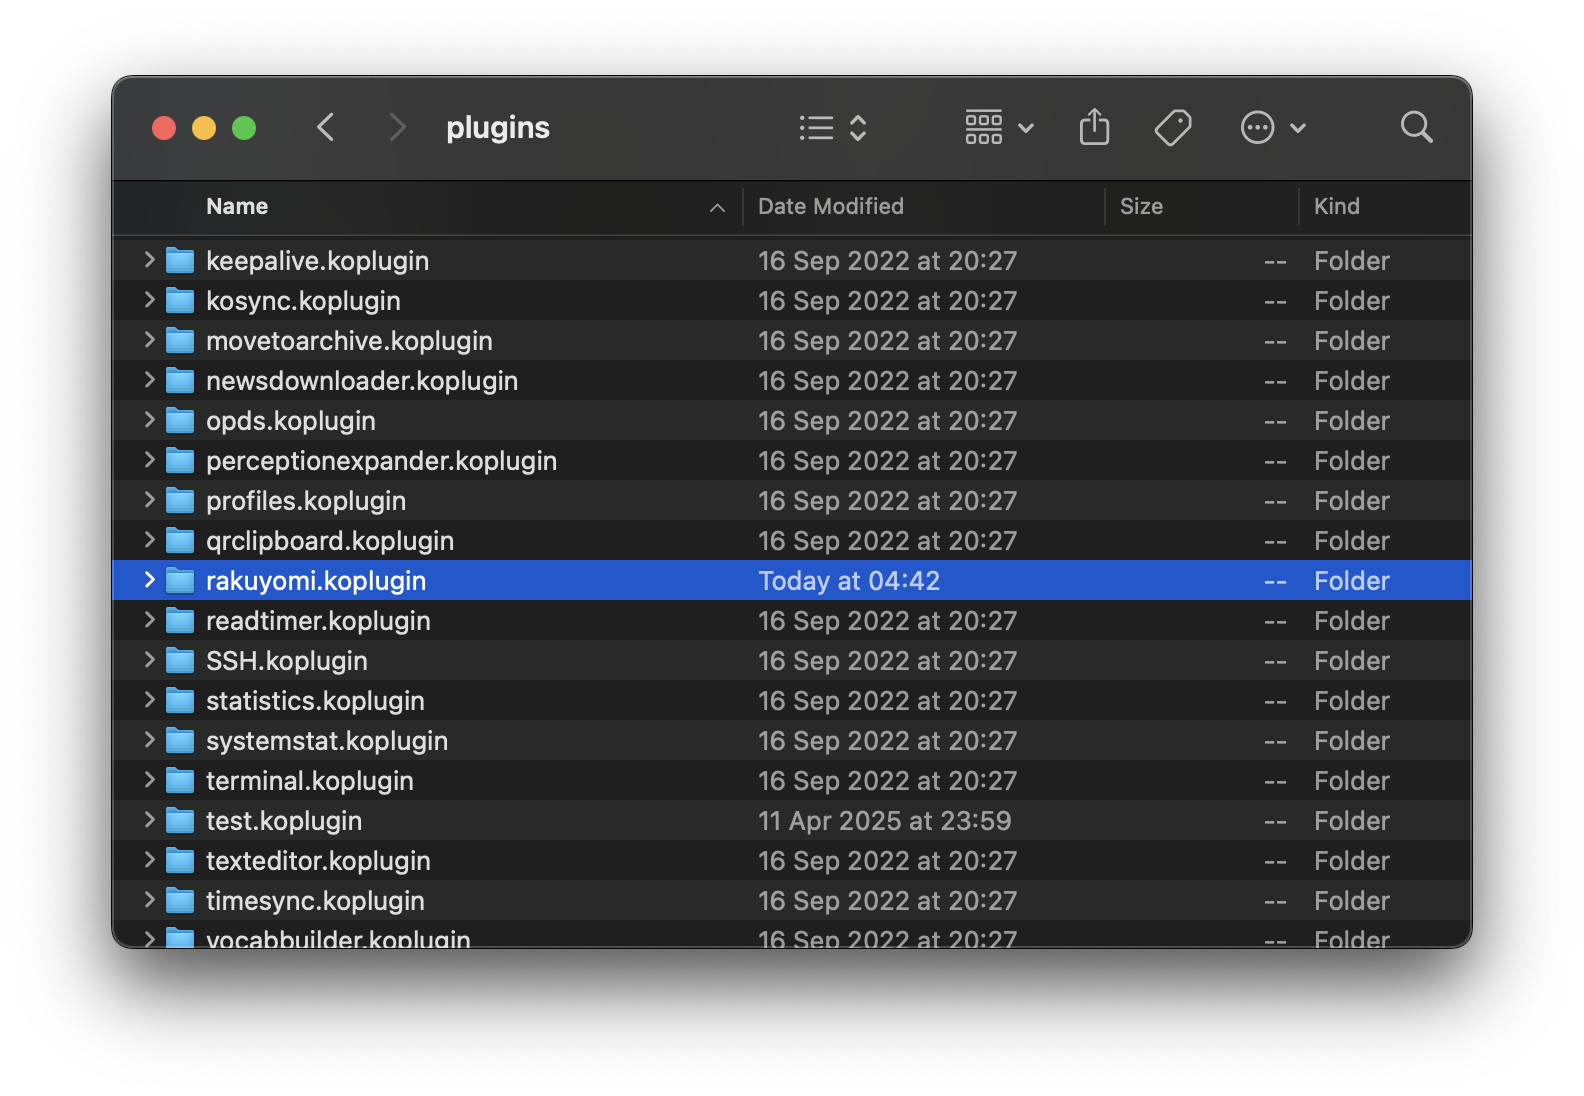 plugins
Name Date Modified Size Kind
keepalive.koplugin 16 Sep 2022 at 20:27 -- Folder
kosync.koplugin 16 Sep 2022 at 20:27 -- Folder
movetoarchive.koplugin 16 Sep 2022 at 20:27 -- Folder
newsdownloader.koplugin 16 Sep 2022 at 20:27 -- Folder
opds.koplugin 16 Sep 2022 at 20:27 -- Folder
perceptionexpander.koplugin 16 Sep 2022 at 20:27 -- Folder
profiles.koplugin 16 Sep 2022 at 20:27 -- Folder
qrclipboard.koplugin 16 Sep 2022 at 20:27 -- Folder
rakuyomi.koplugin Today at 04:42 -- Folder
readtimer.koplugin 16 Sep 2022 at 20:27 -- Folder
SSH.koplugin 16 Sep 2022 at 20:27 -- Folder
statistics.koplugin 16 Sep 2022 at 20:27 -- Folder
systemstat.koplugin 16 Sep 2022 at 20:27 -- Folder
terminal.koplugin 16 Sep 2022 at 20:27 -- Folder
test.koplugin 11 Apr 2025 at 23:59 -- Folder
texteditor.koplugin 16 Sep 2022 at 20:27 -- Folder
timesync.koplugin 16 Sep 2022 at 20:27 -- Folder
vocabbuilder.koplugin 16 Sep 2022 at 20:27 -- Folder